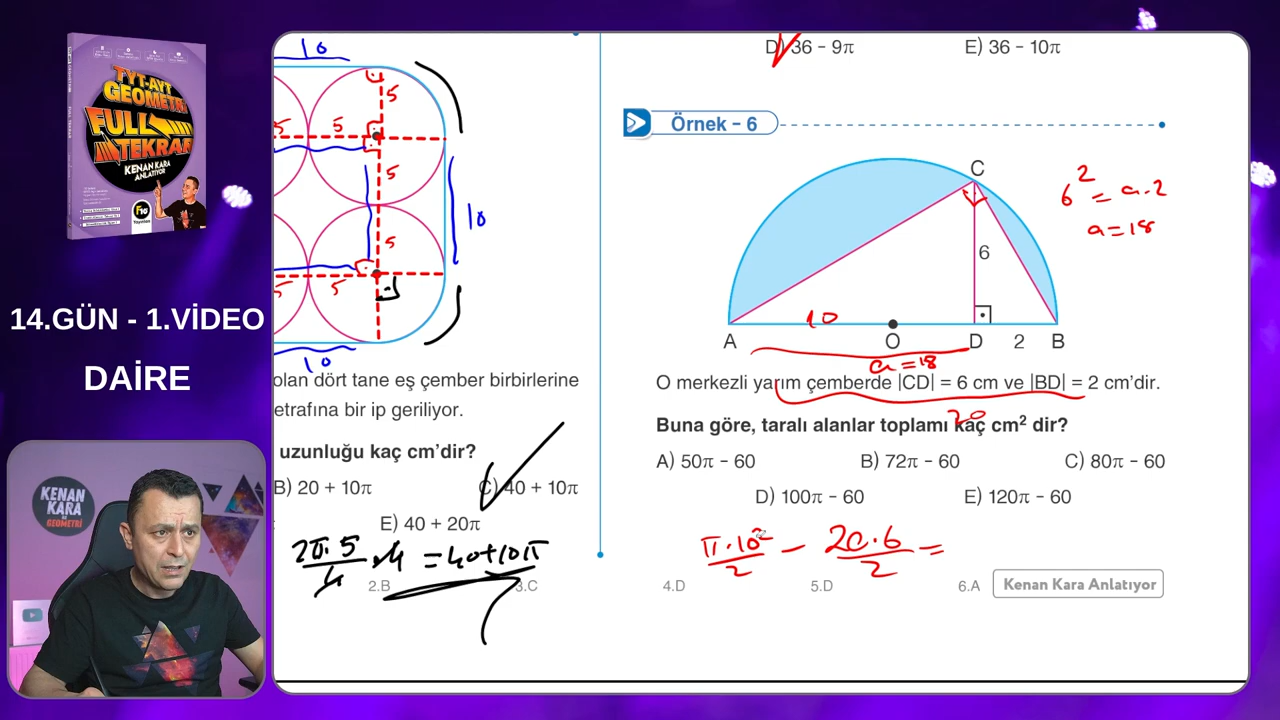 TYT-AYT
GEOMETRİ
FULL
TEKRAR
KENAN KARA
ANLATIYOR
14.GÜN - 1.VİDEO
DAİRE
KENAN
KARA
ile
GEOMETRİ
10
5
5
5
5
10
5
5
5
10
olan dört tane eş çember birbirlerine
etrafına bir ip geriliyor.
uzunluğu kaç cm'dir?
B) 20 + 10π
C) 40 + 10π
E) 40 + 20π
2π.5/4 . 4 = 40+10π
2.B
3.C
D) 36 - 9π
E) 36 - 10π
Örnek - 6
C
6² = a.2
a=18
6
10
A
O
D
2
B
a=18
O merkezli yarım çemberde |CD| = 6 cm ve |BD| = 2 cm'dir.
20
Buna göre, taralı alanlar toplamı kaç cm² dir?
A) 50π - 60
B) 72π - 60
C) 80π - 60
D) 100π - 60
E) 120π - 60
π.10²/2 - 20.6/2 =
4.D
5.D
6.A
Kenan Kara Anlatıyor